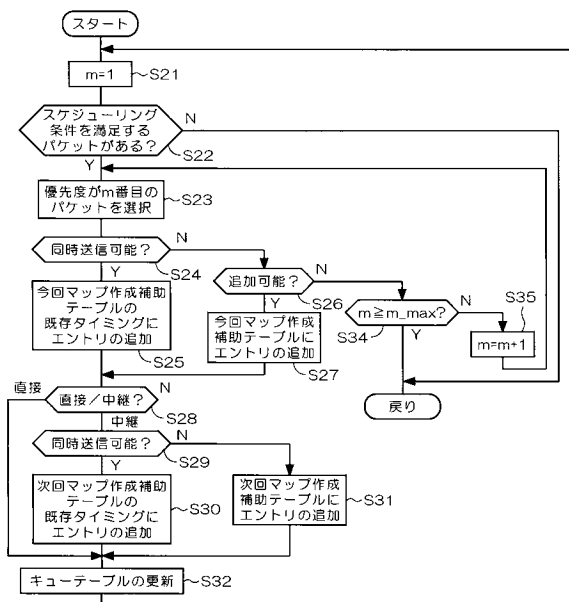 スタート
m=1
S21
スケジューリング
条件を満足する
パケットがある?
N
S22
Y
優先度がm番目の
パケットを選択
S23
同時送信可能?
N
S24
Y
追加可能?
N
S26
Y
m≧m_max?
N
S34
Y
S35
m=m+1
今回マップ作成補助
テーブルの
既存タイミングに
エントリの追加
S25
今回マップ作成
補助テーブルに
エントリの追加
S27
戻り
直接
直接/中継?
N
S28
中継
同時送信可能?
N
S29
Y
次回マップ作成補助
テーブルの
既存タイミングに
エントリの追加
S30
次回マップ作成
補助テーブルに
エントリの追加
S31
キューテーブルの更新
S32